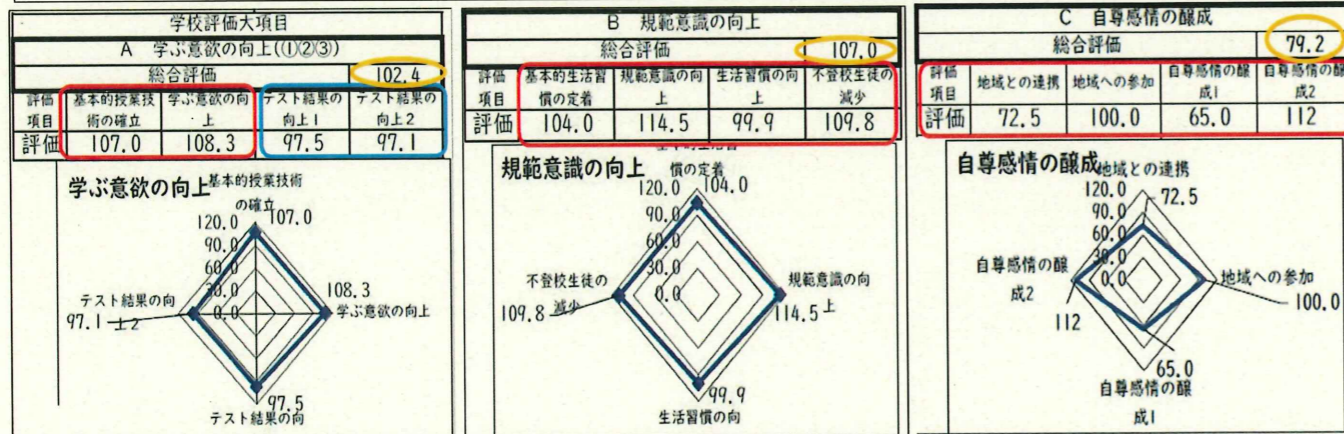 学校評価大項目
A 学ぶ意欲の向上(①②③)
総合評価 102.4
評価項目 基本的授業技術の確立 学ぶ意欲の向上 テスト結果の向上1 テスト結果の向上2
評価 107.0 108.3 97.5 97.1
学ぶ意欲の向上
基本的授業技術
の確立
107.0
120.0
90.0
60.0
30.0
0.0
108.3
学ぶ意欲の向上
テスト結果の向
上2
97.1
97.5
テスト結果の向
B 規範意識の向上
総合評価 107.0
評価項目 基本的生活習慣の定着 規範意識の向上 生活習慣の向上 不登校生徒の減少
評価 104.0 114.5 99.9 109.8
規範意識の向上
慣の定着
104.0
120.0
90.0
60.0
30.0
0.0
不登校生徒の
減少
109.8
規範意識の向
上
114.5
99.9
生活習慣の向
C 自尊感情の醸成
総合評価 79.2
評価項目 地域との連携 地域への参加 自尊感情の醸成1 自尊感情の醸成2
評価 72.5 100.0 65.0 112
自尊感情の醸成
地域との連携
120.0
90.0
60.0
30.0
0.0
72.5
自尊感情の醸
成2
112
地域への参加
100.0
65.0
自尊感情の醸
成1